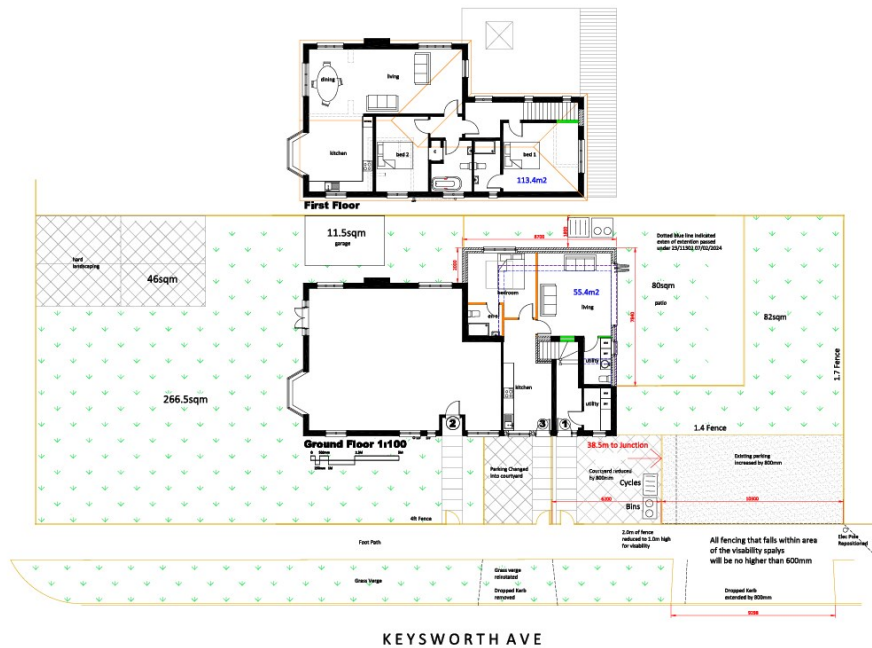 dining
living
kitchen
bed 2
bed 1
113.4m2
First Floor
hard
landscaping
46sqm
11.5sqm
garage
Dotted blue line indicated
exten of extention passed
under 23/11302 07/02/2024
bedroom
55.4m2
living
80sqm
patio
82sqm
1.7 Fence
266.5sqm
utility
kitchen
utility
1.4 Fence
2
3
1
Ground Floor 1:100
38.5m to Junction
Parking Changed
into courtyard
Courtyard reduced
by 800mm
Cycles
Bins
Existing parking
increased by 800mm
4ft Fence
Foot Path
2.0m of fence
reduced to 1.0m high
for visability
All fencing that falls within area
of the visability spalys
will be no higher than 600mm
Elec Pole
Repositioned
Grass Verge
Grass verge
reinstated
Dropped Kerb
removed
Dropped Kerb
extended by 800mm
KEYSWORTH AVE